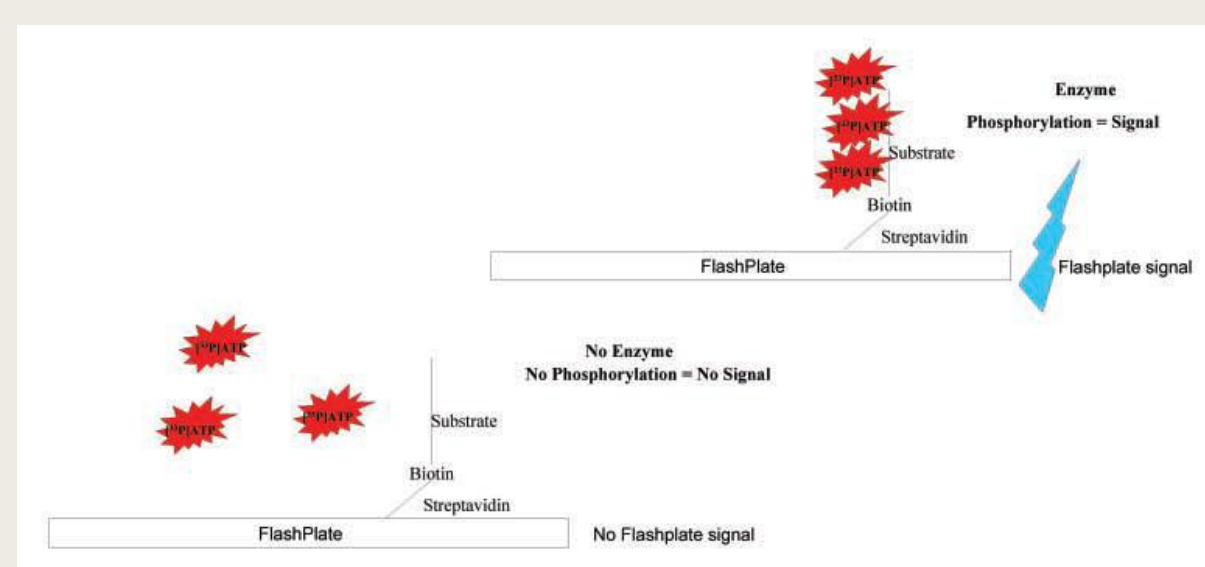 [³³P]ATP
Enzyme
[³³P]ATP
Phosphorylation = Signal
[³³P]ATP
Substrate
Biotin
Streptavidin
FlashPlate
Flashplate signal
[³³P]ATP
No Enzyme
No Phosphorylation = No Signal
[³³P]ATP
[³³P]ATP
Substrate
Biotin
Streptavidin
FlashPlate
No Flashplate signal